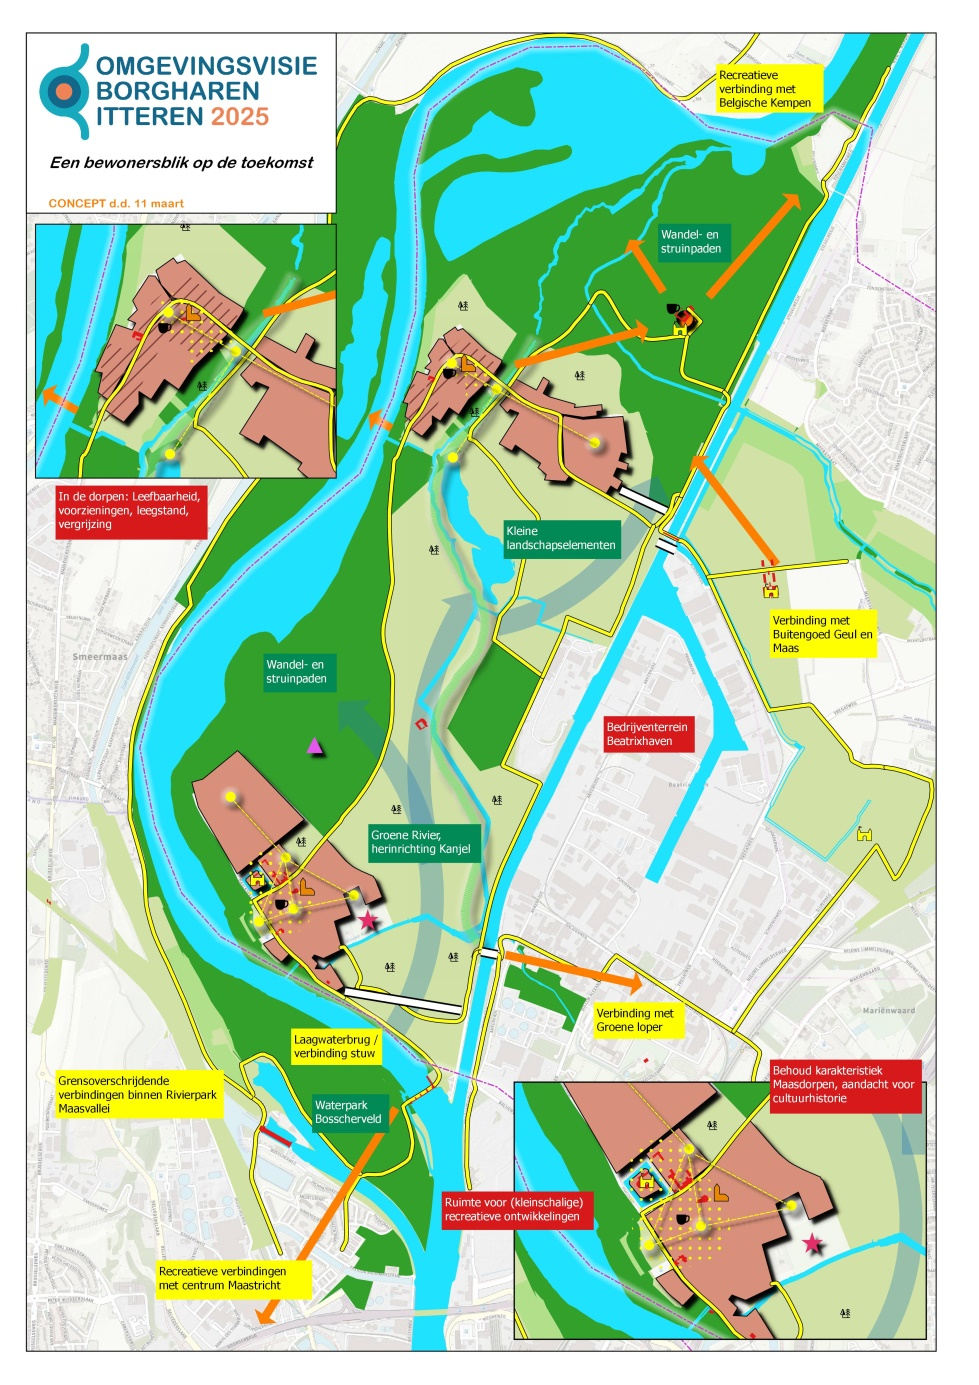 OMGEVINGSVISIE
BORGHAREN
ITTEREN 2025
Een bewonersblik op de toekomst
CONCEPT d.d. 11 maart
Recreatieve
verbinding met
Belgische Kempen
Wandel- en
struinpaden
In de dorpen: Leefbaarheid,
voorzieningen, leegstand,
vergrijzing
Kleine
landschapselementen
Verbinding met
Buitengoed Geul en
Maas
Smeermaas
Wandel- en
struinpaden
Bedrijventerrein
Beatrixhaven
Groene Rivier,
herinrichting Kanjel
Verbinding met
Groene loper
Mariënwaard
Laagwaterbrug /
verbinding stuw
Grensoverschrijdende
verbindingen binnen Rivierpark
Maasvallei
Waterpark
Bosscherveld
Behoud karakteristiek
Maasdorpen, aandacht voor
cultuurhistorie
Ruimte voor (kleinschalige)
recreatieve ontwikkelingen
Recreatieve verbindingen
met centrum Maastricht